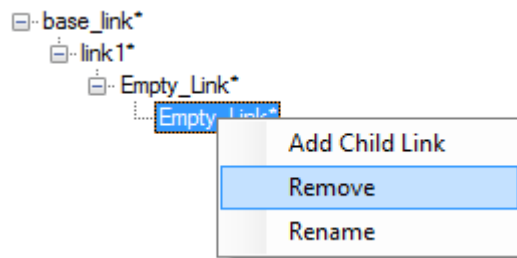 base_link*
link1*
Empty_Link*
Empty_Link*
Add Child Link
Remove
Rename